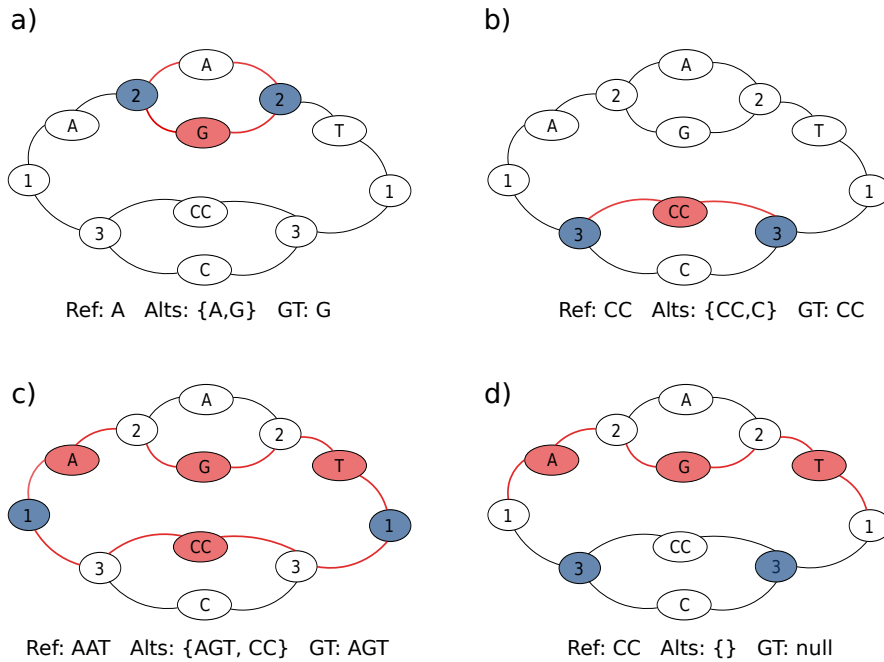 a)
A
2 2
A G T
1 1
CC
3 3
C
Ref: A Alts: {A,G} GT: G
b)
A
2 2
A G T
1 1
CC
3 3
C
Ref: CC Alts: {CC,C} GT: CC
c)
A
2 2
A G T
1 1
CC
3 3
C
Ref: AAT Alts: {AGT, CC} GT: AGT
d)
A
2 2
A G T
1 1
CC
3 3
C
Ref: CC Alts: {} GT: null